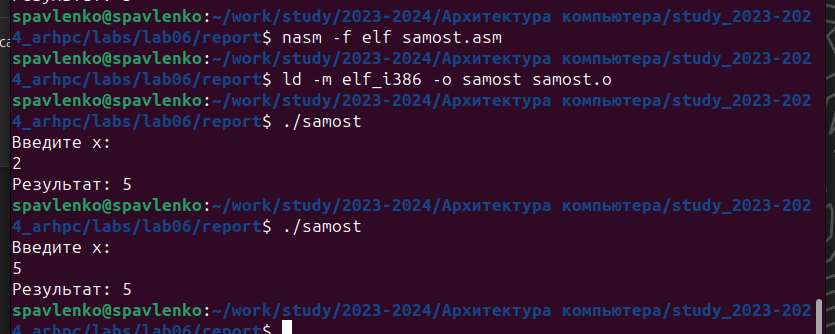 spavlenko@spavlenko:~/work/study/2023-2024/Архитектура компьютера/study_2023-202
4_arhpc/labs/lab06/report$ nasm -f elf samost.asm
spavlenko@spavlenko:~/work/study/2023-2024/Архитектура компьютера/study_2023-202
4_arhpc/labs/lab06/report$ ld -m elf_i386 -o samost samost.o
spavlenko@spavlenko:~/work/study/2023-2024/Архитектура компьютера/study_2023-202
4_arhpc/labs/lab06/report$ ./samost
Введите x:
2
Результат: 5
spavlenko@spavlenko:~/work/study/2023-2024/Архитектура компьютера/study_2023-202
4_arhpc/labs/lab06/report$ ./samost
Введите x:
5
Результат: 5
spavlenko@spavlenko:~/work/study/2023-2024/Архитектура компьютера/study_2023-202
4_arhpc/labs/lab06/report$